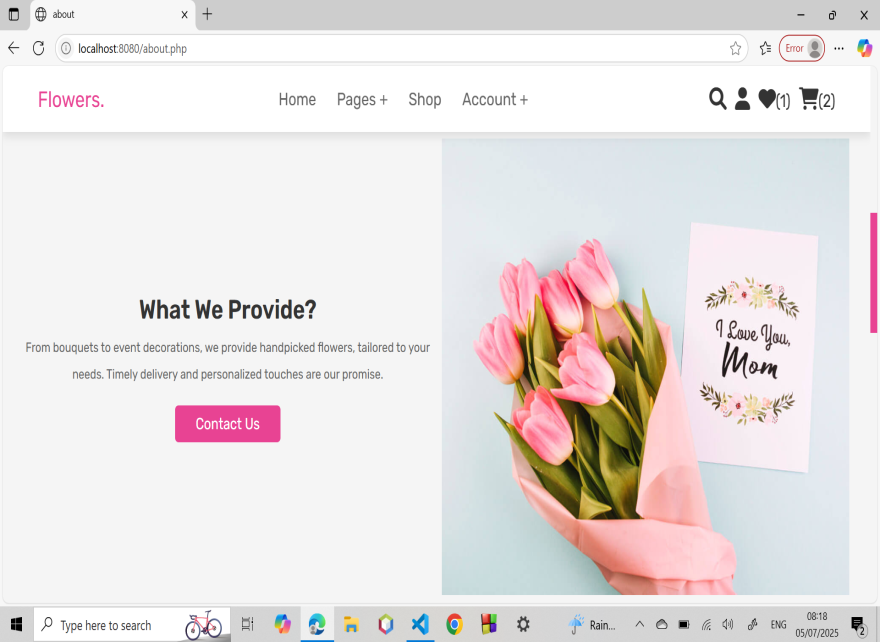 about
localhost:8080/about.php
Error
Flowers.
Home Pages + Shop Account +
(1) (2)
I Love You,
Mom
What We Provide?
From bouquets to event decorations, we provide handpicked flowers, tailored to your
needs. Timely delivery and personalized touches are our promise.
Contact Us
Type here to search
Rain...
ENG
08:18
05/07/2025
2